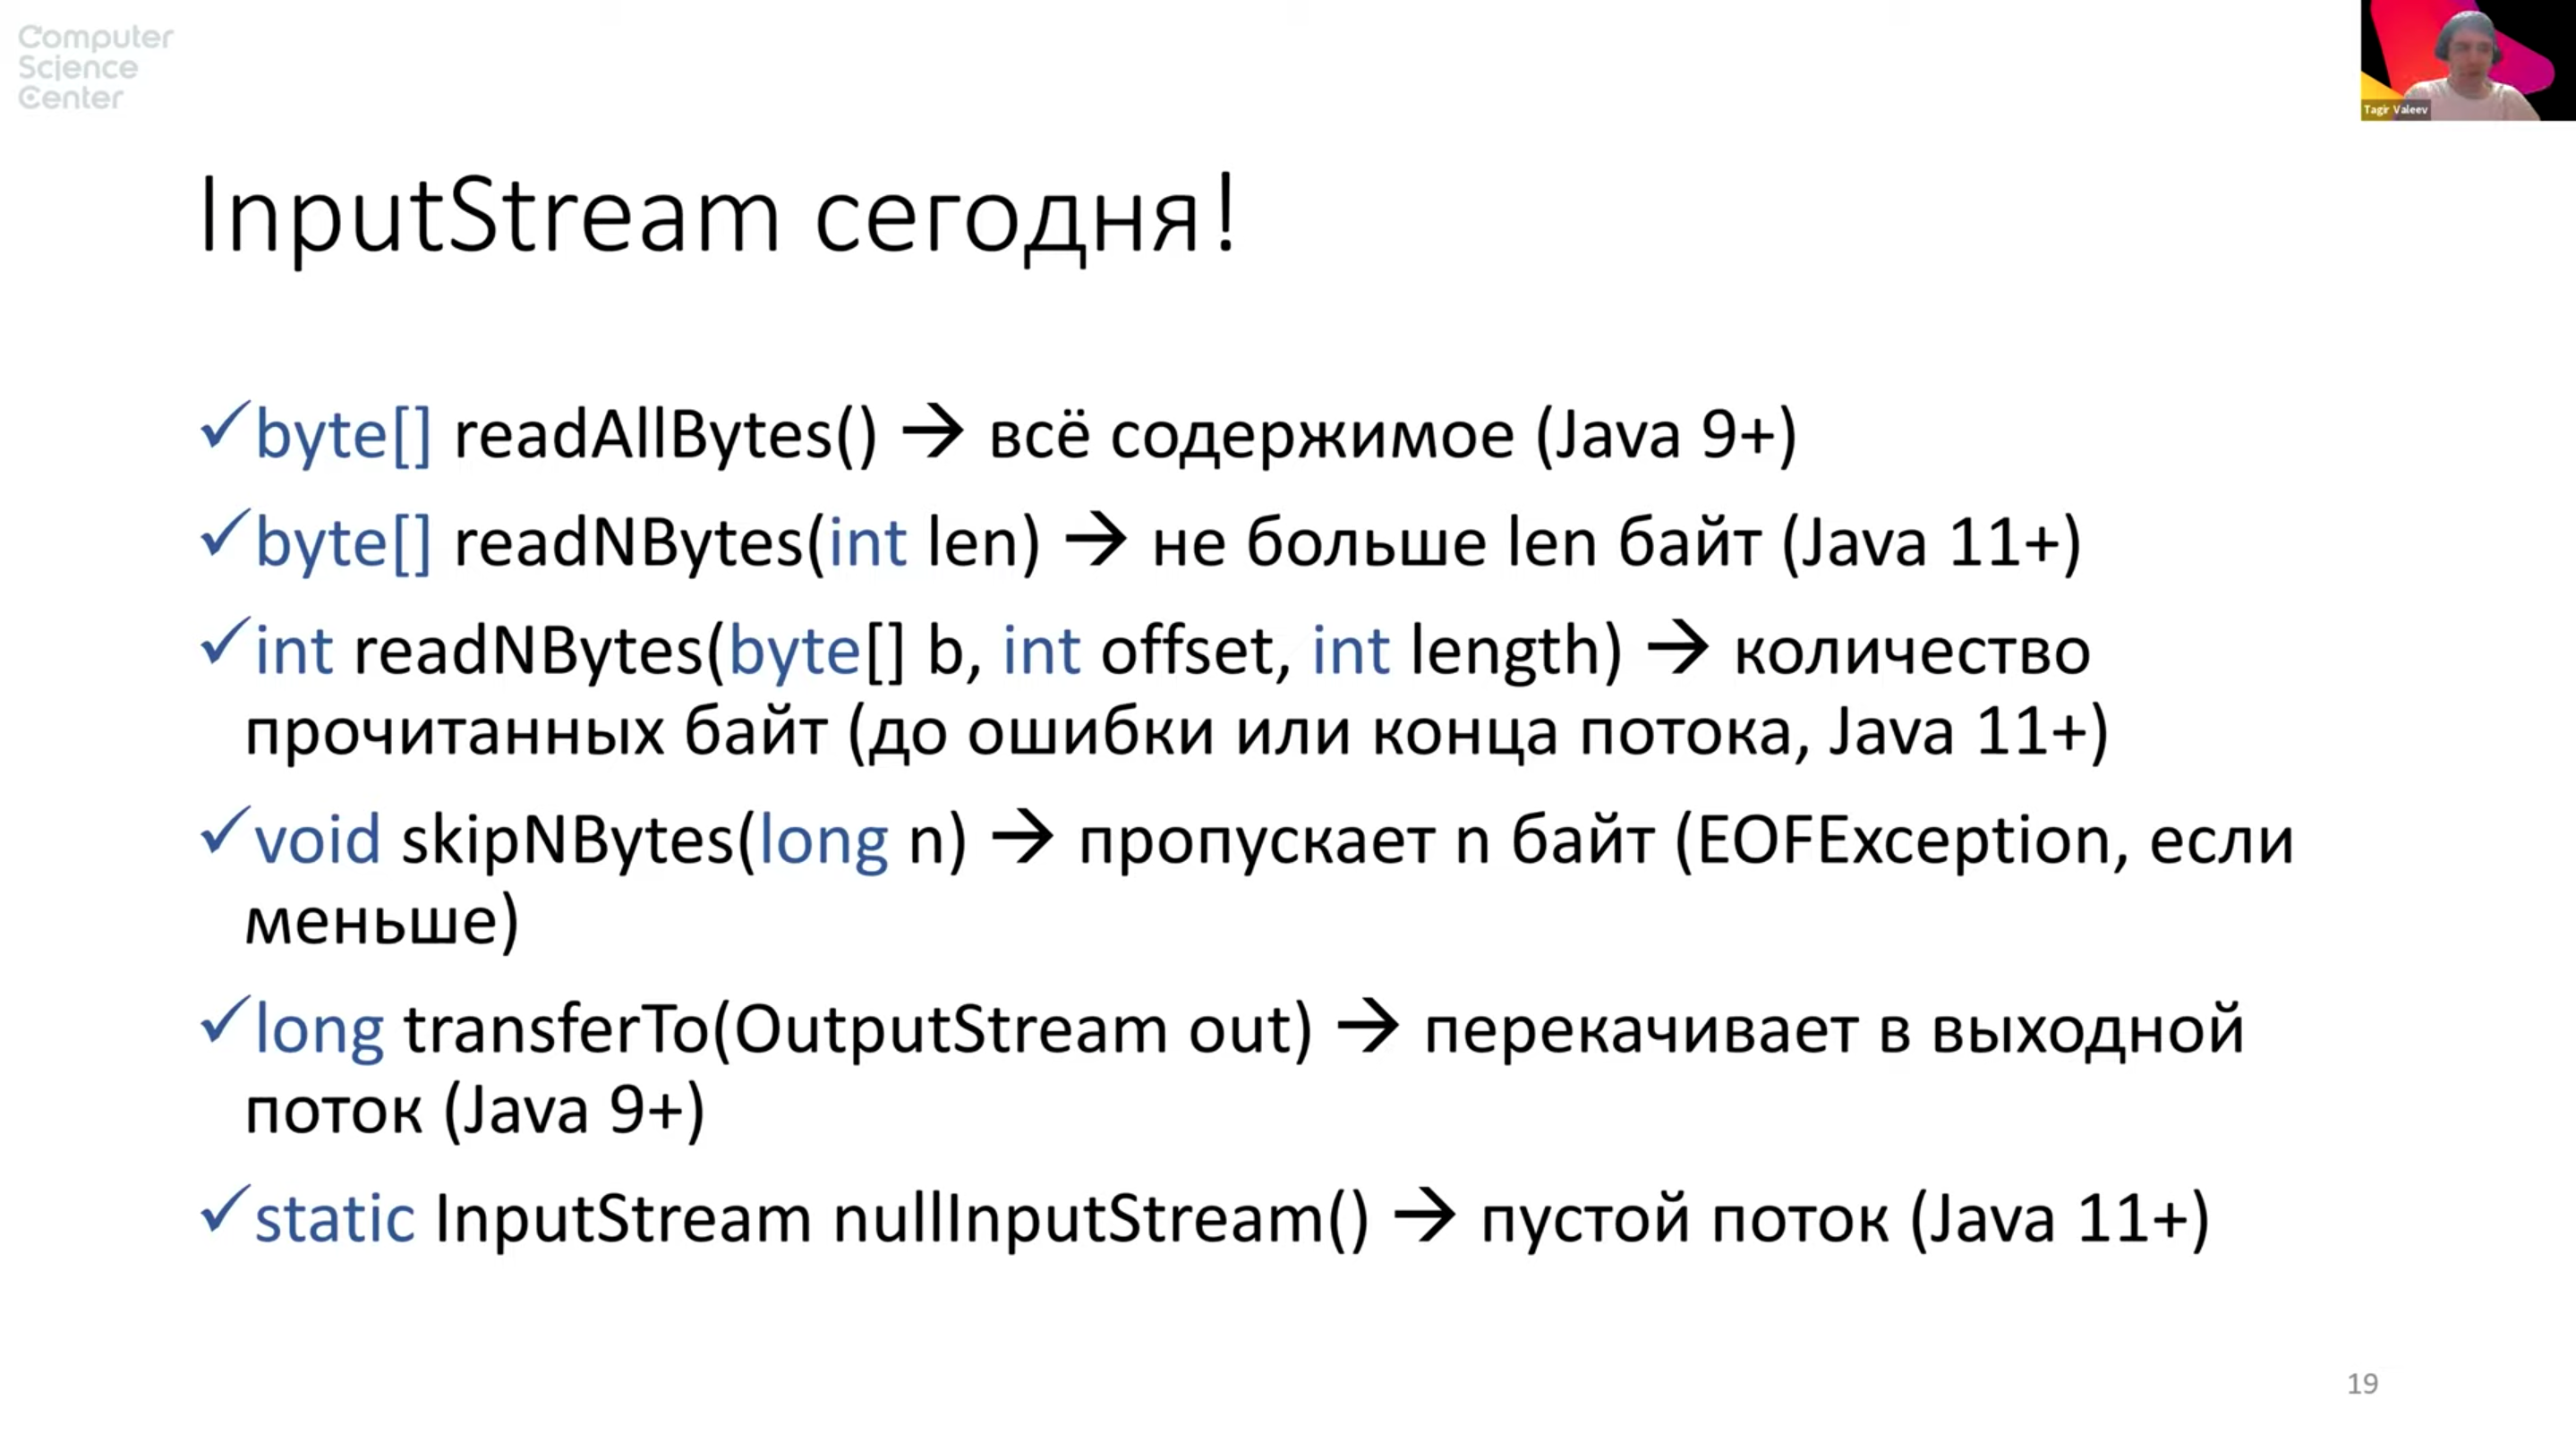 Computer
Science
Center
Tagir Valeev
InputStream сегодня!
✓byte[] readAllBytes() → всё содержимое (Java 9+)
✓byte[] readNBytes(int len) → не больше len байт (Java 11+)
✓int readNBytes(byte[] b, int offset, int length) → количество
прочитанных байт (до ошибки или конца потока, Java 11+)
✓void skipNBytes(long n) → пропускает n байт (EOFException, если
меньше)
✓long transferTo(OutputStream out) → перекачивает в выходной
поток (Java 9+)
✓static InputStream nullInputStream() → пустой поток (Java 11+)
19